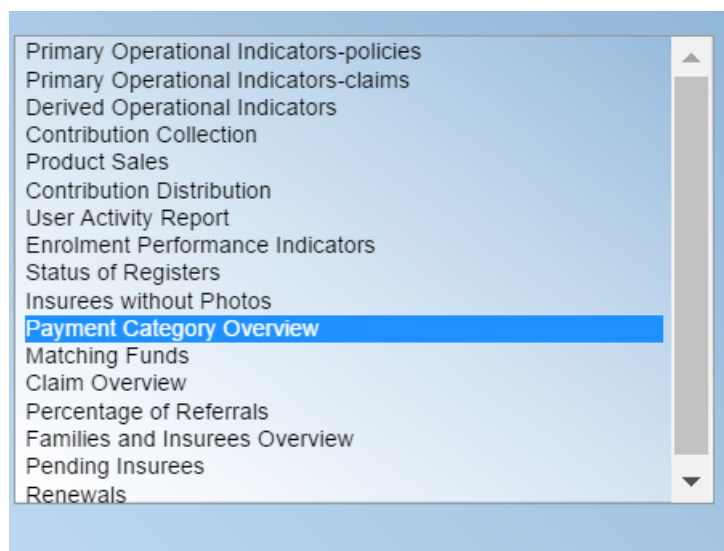 Primary Operational Indicators-policies
Primary Operational Indicators-claims
Derived Operational Indicators
Contribution Collection
Product Sales
Contribution Distribution
User Activity Report
Enrolment Performance Indicators
Status of Registers
Insurees without Photos
Payment Category Overview
Matching Funds
Claim Overview
Percentage of Referrals
Families and Insurees Overview
Pending Insurees
Renewals